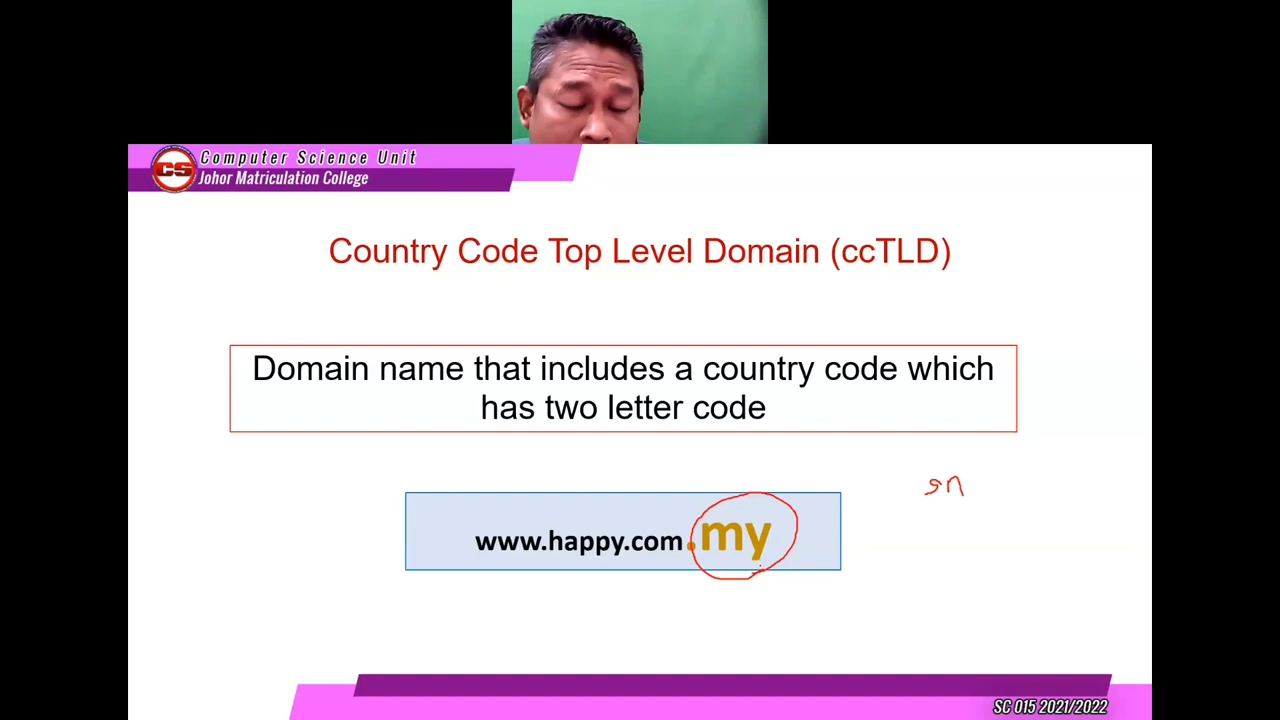 CS
Computer Science Unit
Johor Matriculation College
Country Code Top Level Domain (ccTLD)
Domain name that includes a country code which
has two letter code
www.happy.com.my
SC 015 2021/2022